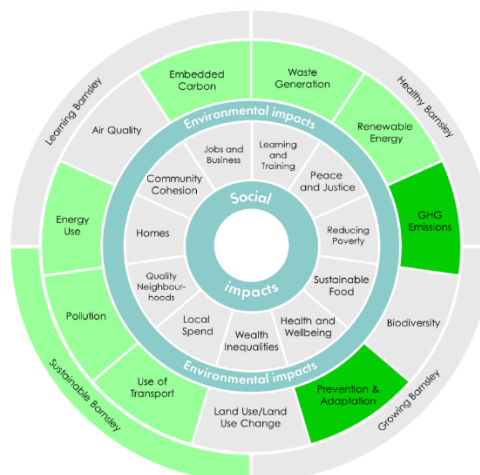 Learning Barnsley
Healthy Barnsley
Growing Barnsley
Sustainable Barnsley
Embedded
Carbon
Waste
Generation
Renewable
Energy
GHG
Emissions
Biodiversity
Prevention &
Adaptation
Land Use/Land
Use Change
Use of
Transport
Pollution
Energy
Use
Air Quality
Environmental impacts
Environmental impacts
Jobs and
Business
Learning
and
Training
Peace
and Justice
Reducing
Poverty
Sustainable
Food
Health and
Wellbeing
Wealth
Inequalities
Local
Spend
Quality
Neighbour-
hoods
Homes
Community
Cohesion
Social
impacts